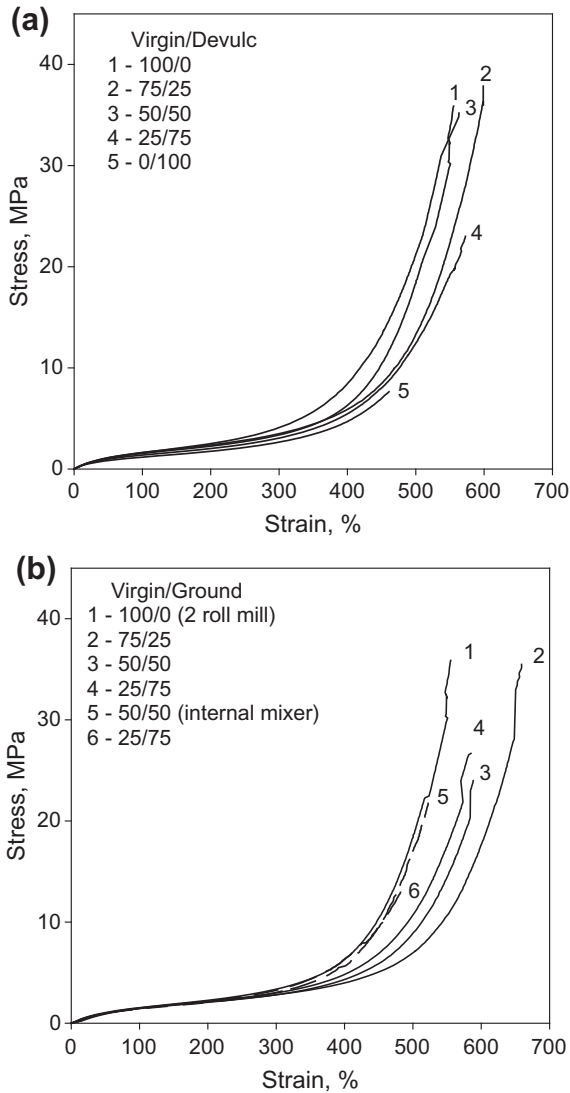 (a)
Virgin/Devulc
1 - 100/0
2 - 75/25
3 - 50/50
4 - 25/75
5 - 0/100
40
30
20
10
0
Stress, MPa
1
2
3
4
5
0 100 200 300 400 500 600 700
Strain, %
(b)
Virgin/Ground
1 - 100/0 (2 roll mill)
2 - 75/25
3 - 50/50
4 - 25/75
5 - 50/50 (internal mixer)
6 - 25/75
40
30
20
10
0
Stress, MPa
1
2
4
3
5
6
0 100 200 300 400 500 600 700
Strain, %